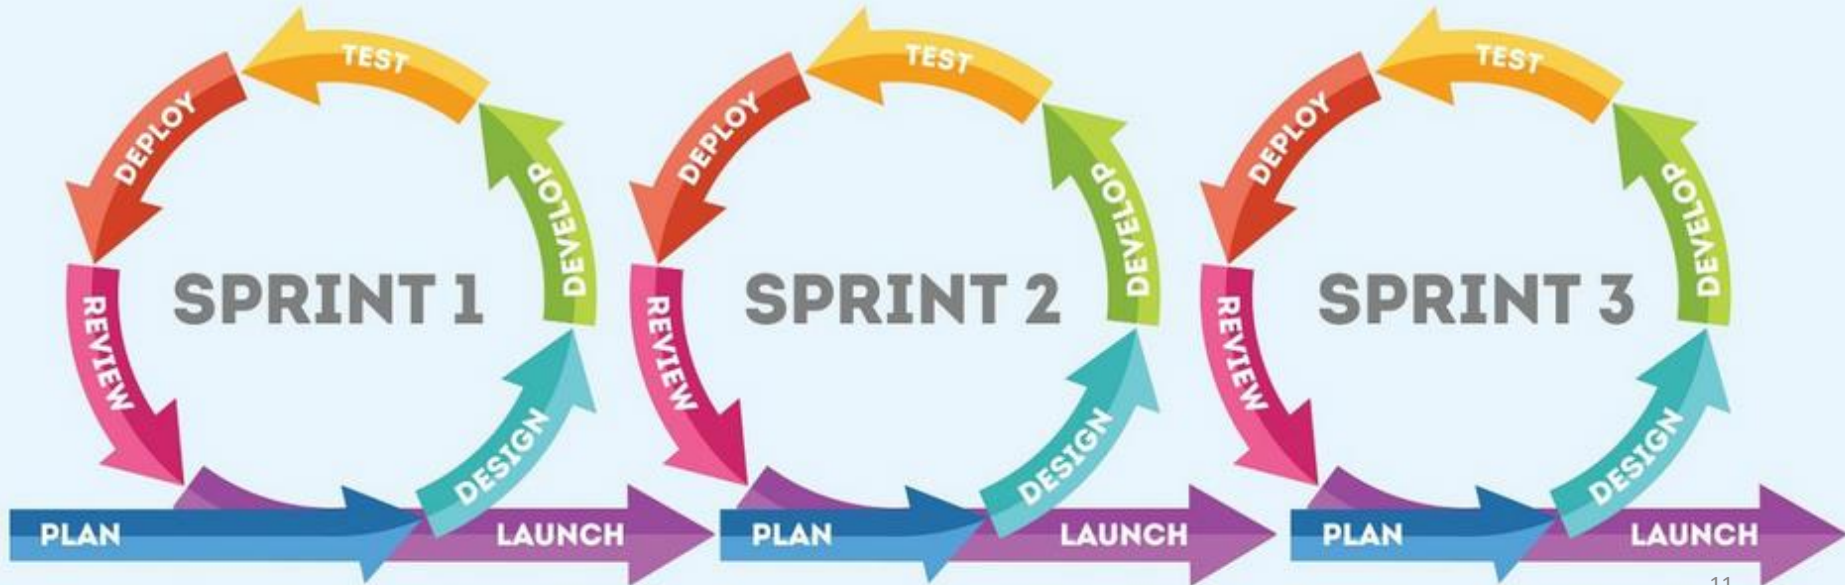 SPRINT 1
PLAN
DESIGN
DEVELOP
TEST
DEPLOY
REVIEW
LAUNCH
SPRINT 2
PLAN
DESIGN
DEVELOP
TEST
DEPLOY
REVIEW
LAUNCH
SPRINT 3
PLAN
DESIGN
DEVELOP
TEST
DEPLOY
REVIEW
LAUNCH
11